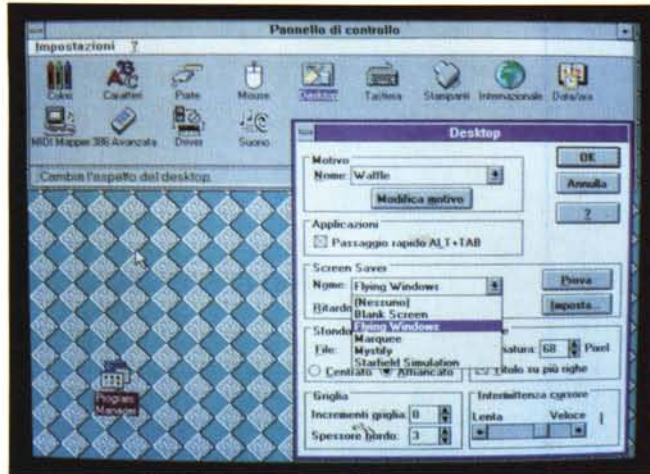 Pannello di controllo
Impostazioni ?
Colori Caratteri Porte Mouse Desktop Tastiera Stampanti Internazionale Data/ora
MIDI Mapper 386 Avanzata Driver Suono
Cambia l'aspetto del desktop
Desktop
Motivo
Nome: Waffle
Modifica motivo
OK
Annulla
?
Applicazioni
Passaggio rapido ALT+TAB
Screen Saver
Nome: Flying Windows
Prova
Ritardo
Imposta...
(Nessuno)
Blank Screen
Flying Windows
Marquee
Mystify
Starfield Simulation
Sfondo
File:
Centrato Affiancato
68 Pixel
Titolo su più righe
Griglia
Incrementi griglia: 0
Spessore bordo: 3
Intermittenza cursore
Lenta Veloce
Program Manager